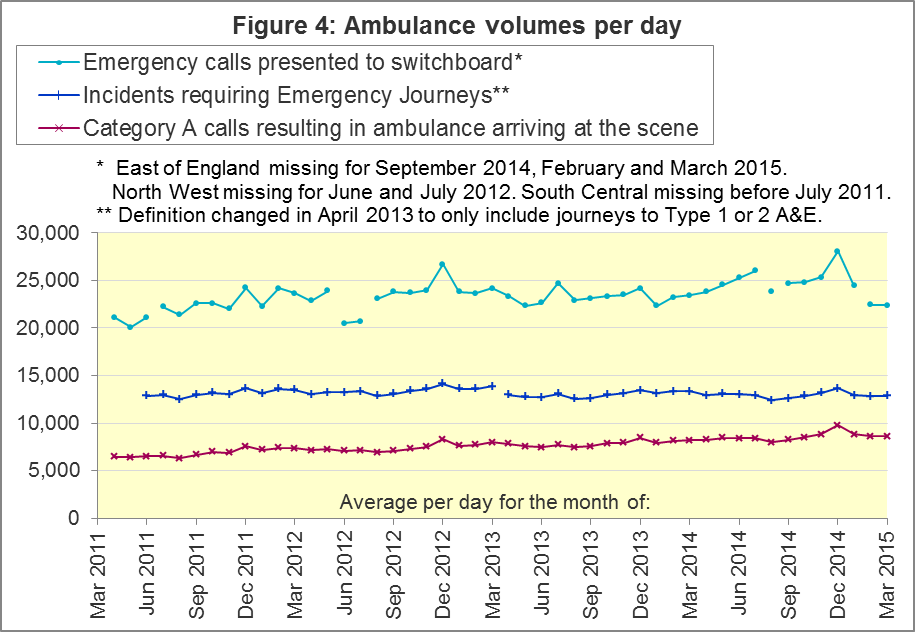 Figure 4: Ambulance volumes per day
Emergency calls presented to switchboard*
Incidents requiring Emergency Journeys**
Category A calls resulting in ambulance arriving at the scene
* East of England missing for September 2014, February and March 2015.
North West missing for June and July 2012. South Central missing before July 2011.
** Definition changed in April 2013 to only include journeys to Type 1 or 2 A&E.
30,000
25,000
20,000
15,000
10,000
5,000
0
Average per day for the month of:
Mar 2011
Jun 2011
Sep 2011
Dec 2011
Mar 2012
Jun 2012
Sep 2012
Dec 2012
Mar 2013
Jun 2013
Sep 2013
Dec 2013
Mar 2014
Jun 2014
Sep 2014
Dec 2014
Mar 2015